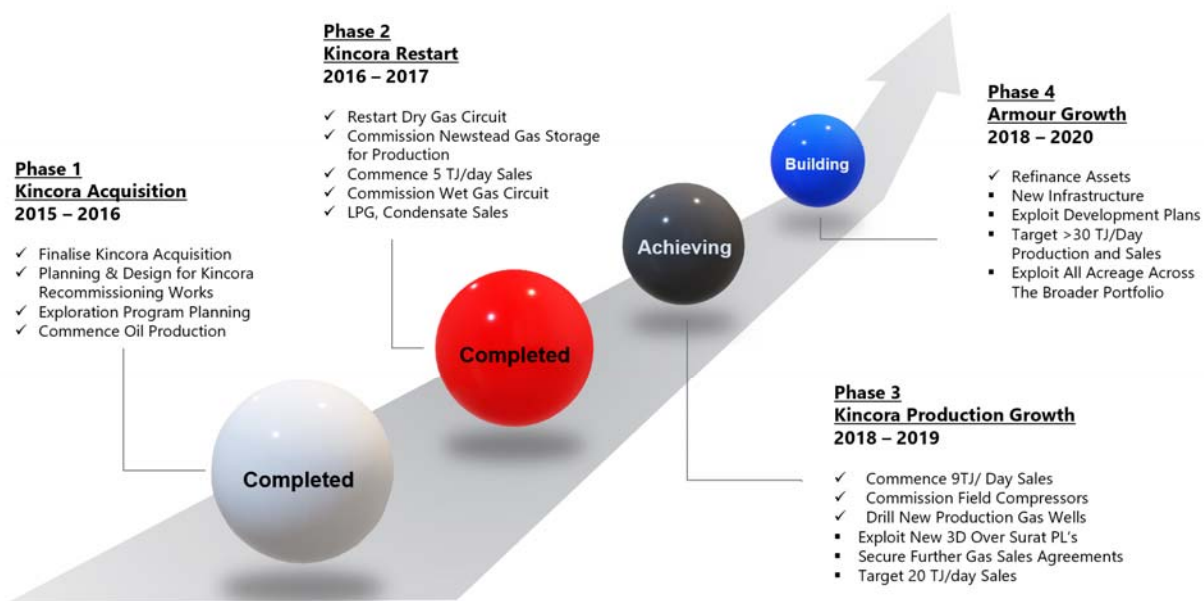 Phase 1
Kincora Acquisition
2015 – 2016
✓ Finalise Kincora Acquisition
✓ Planning & Design for Kincora
Recommissioning Works
✓ Exploration Program Planning
✓ Commence Oil Production
Completed
Phase 2
Kincora Restart
2016 – 2017
✓ Restart Dry Gas Circuit
✓ Commission Newstead Gas Storage
for Production
✓ Commence 5 TJ/day Sales
✓ Commission Wet Gas Circuit
✓ LPG, Condensate Sales
Completed
Phase 3
Kincora Production Growth
2018 – 2019
✓ Commence 9TJ/ Day Sales
✓ Commission Field Compressors
✓ Drill New Production Gas Wells
▪ Exploit New 3D Over Surat PL's
▪ Secure Further Gas Sales Agreements
▪ Target 20 TJ/day Sales
Achieving
Phase 4
Armour Growth
2018 – 2020
✓ Refinance Assets
▪ New Infrastructure
▪ Exploit Development Plans
▪ Target >30 TJ/Day
Production and Sales
▪ Exploit All Acreage Across
The Broader Portfolio
Building